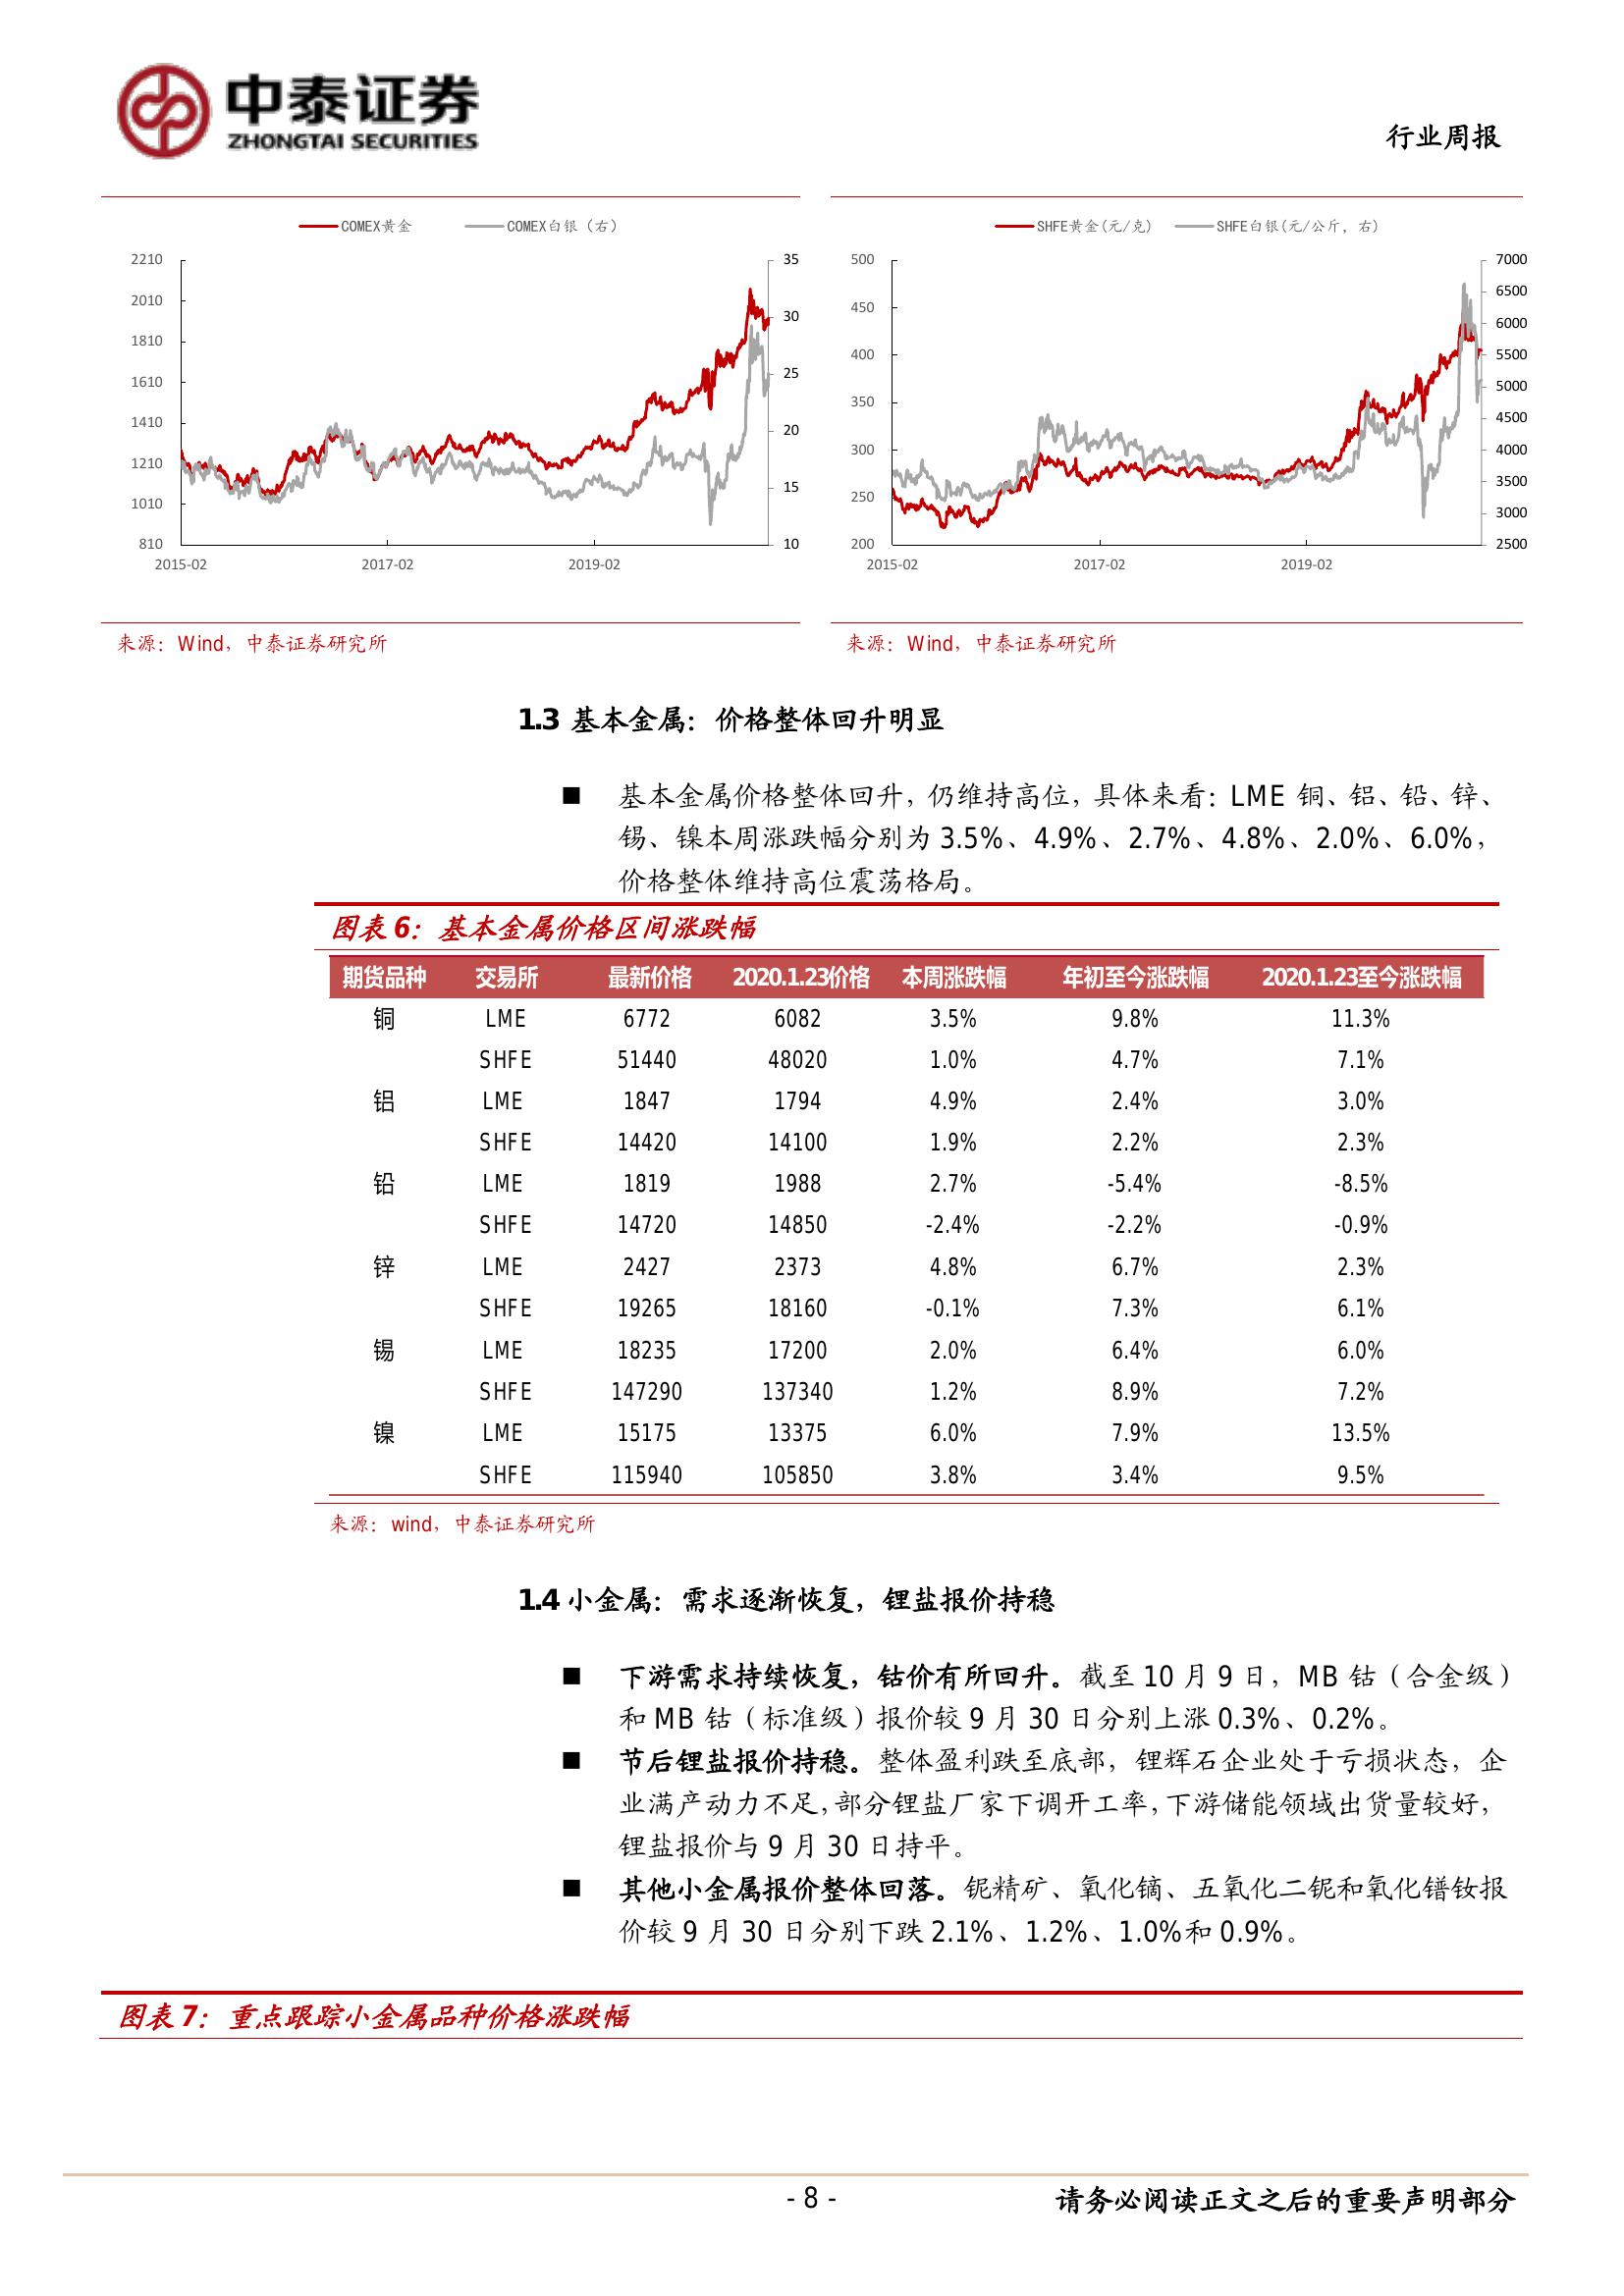 中泰证券
ZHONGTAI SECURITIES
行业周报
COMEX黄金 COMEX白银（右）
2210
2010
1810
1610
1410
1210
1010
810
35
30
25
20
15
10
2015-02 2017-02 2019-02
SHFE黄金(元/克) SHFE白银(元/公斤，右)
500
450
400
350
300
250
200
7000
6500
6000
5500
5000
4500
4000
3500
3000
2500
2015-02 2017-02 2019-02
来源：Wind，中泰证券研究所
来源：Wind，中泰证券研究所
1.3 基本金属：价格整体回升明显
■ 基本金属价格整体回升，仍维持高位，具体来看：LME 铜、铝、铅、锌、
锡、镍本周涨跌幅分别为 3.5%、4.9%、2.7%、4.8%、2.0%、6.0%，
价格整体维持高位震荡格局。
图表 6：基本金属价格区间涨跌幅
期货品种 交易所 最新价格 2020.1.23价格 本周涨跌幅 年初至今涨跌幅 2020.1.23至今涨跌幅
铜 LME 6772 6082 3.5% 9.8% 11.3%
SHFE 51440 48020 1.0% 4.7% 7.1%
铝 LME 1847 1794 4.9% 2.4% 3.0%
SHFE 14420 14100 1.9% 2.2% 2.3%
铅 LME 1819 1988 2.7% -5.4% -8.5%
SHFE 14720 14850 -2.4% -2.2% -0.9%
锌 LME 2427 2373 4.8% 6.7% 2.3%
SHFE 19265 18160 -0.1% 7.3% 6.1%
锡 LME 18235 17200 2.0% 6.4% 6.0%
SHFE 147290 137340 1.2% 8.9% 7.2%
镍 LME 15175 13375 6.0% 7.9% 13.5%
SHFE 115940 105850 3.8% 3.4% 9.5%
来源：wind，中泰证券研究所
1.4 小金属：需求逐渐恢复，锂盐报价持稳
■ 下游需求持续恢复，钴价有所回升。截至 10 月 9 日，MB 钴（合金级）
和 MB 钴（标准级）报价较 9 月 30 日分别上涨 0.3%、0.2%。
■ 节后锂盐报价持稳。整体盈利跌至底部，锂辉石企业处于亏损状态，企
业满产动力不足，部分锂盐厂家下调开工率，下游储能领域出货量较好，
锂盐报价与 9 月 30 日持平。
■ 其他小金属报价整体回落。铌精矿、氧化镝、五氧化二铌和氧化镨钕报
价较 9 月 30 日分别下跌 2.1%、1.2%、1.0%和 0.9%。
图表 7：重点跟踪小金属品种价格涨跌幅
- 8 -
请务必阅读正文之后的重要声明部分